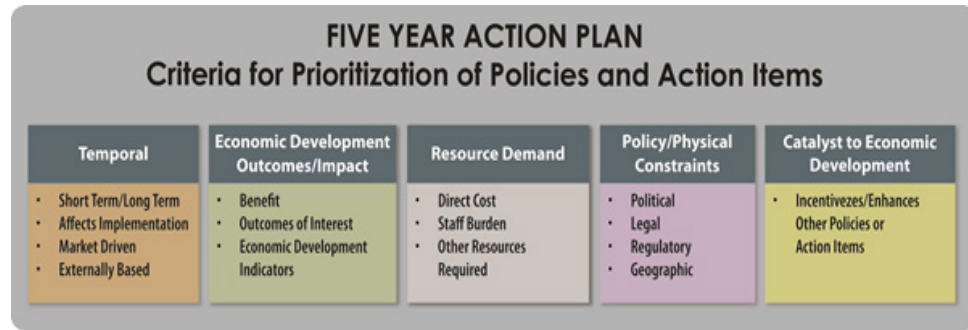 FIVE YEAR ACTION PLAN
Criteria for Prioritization of Policies and Action Items
Temporal
• Short Term/Long Term
• Affects Implementation
• Market Driven
• Externally Based
Economic Development
Outcomes/Impact
• Benefit
• Outcomes of Interest
• Economic Development
Indicators
Resource Demand
• Direct Cost
• Staff Burden
• Other Resources
Required
Policy/Physical
Constraints
• Political
• Legal
• Regulatory
• Geographic
Catalyst to Economic
Development
• Incentivezes/Enhances
Other Policies or
Action Items